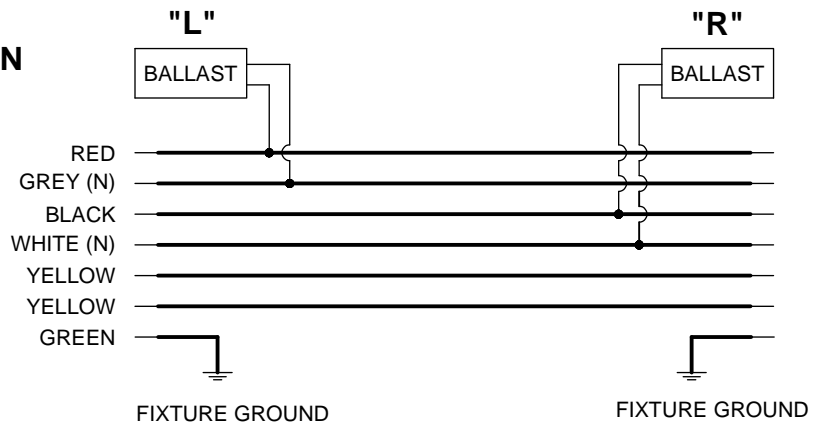 "L" "R"
N
BALLAST BALLAST
RED
GREY (N)
BLACK
WHITE (N)
YELLOW
YELLOW
GREEN
FIXTURE GROUND FIXTURE GROUND